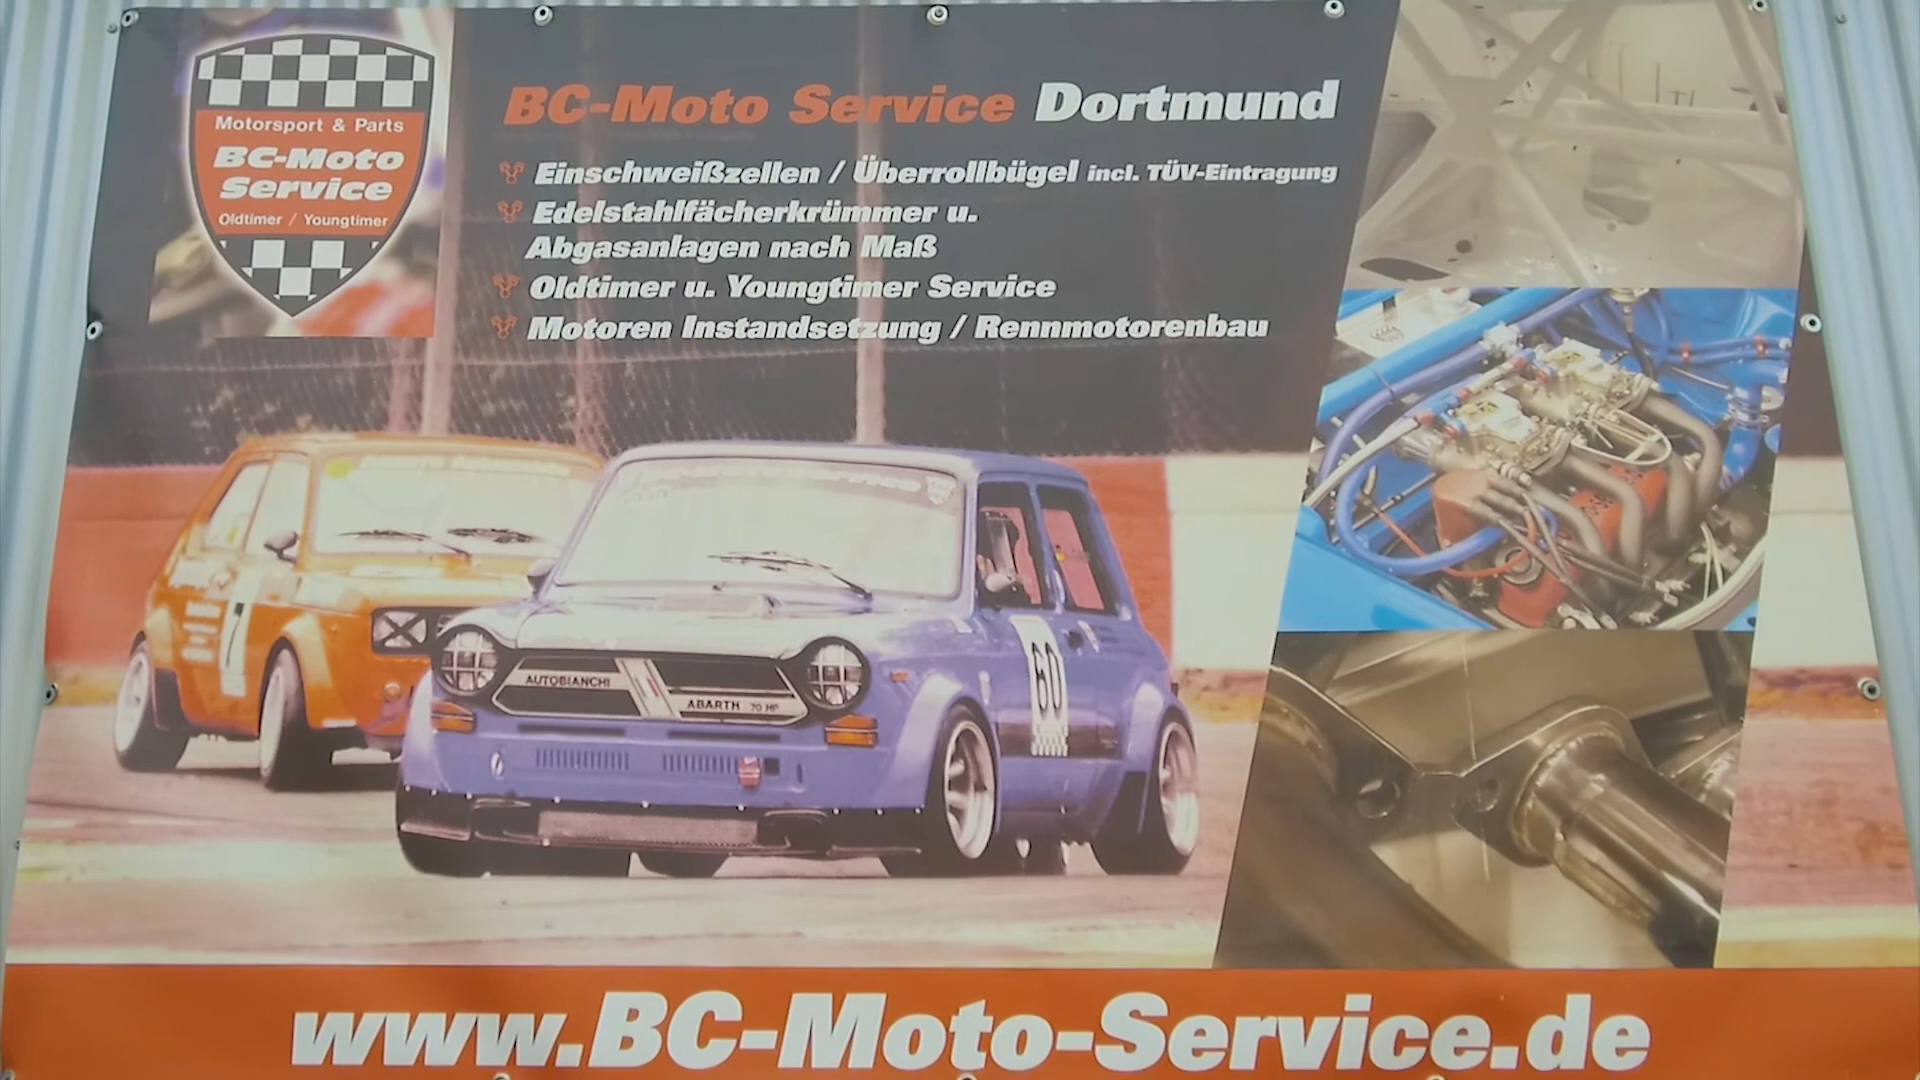 Motorsport & Parts
BC-Moto
Service
Oldtimer / Youngtimer
BC-Moto Service Dortmund
Einschweißzellen / Überrollbügel incl. TÜV-Eintragung
Edelstahlfächerkrümmer u.
Abgasanlagen nach Maß
Oldtimer u. Youngtimer Service
Motoren Instandsetzung / Rennmotorenbau
7
60
AUTOBIANCHI
ABARTH 70 HP
www.BC-Moto-Service.de